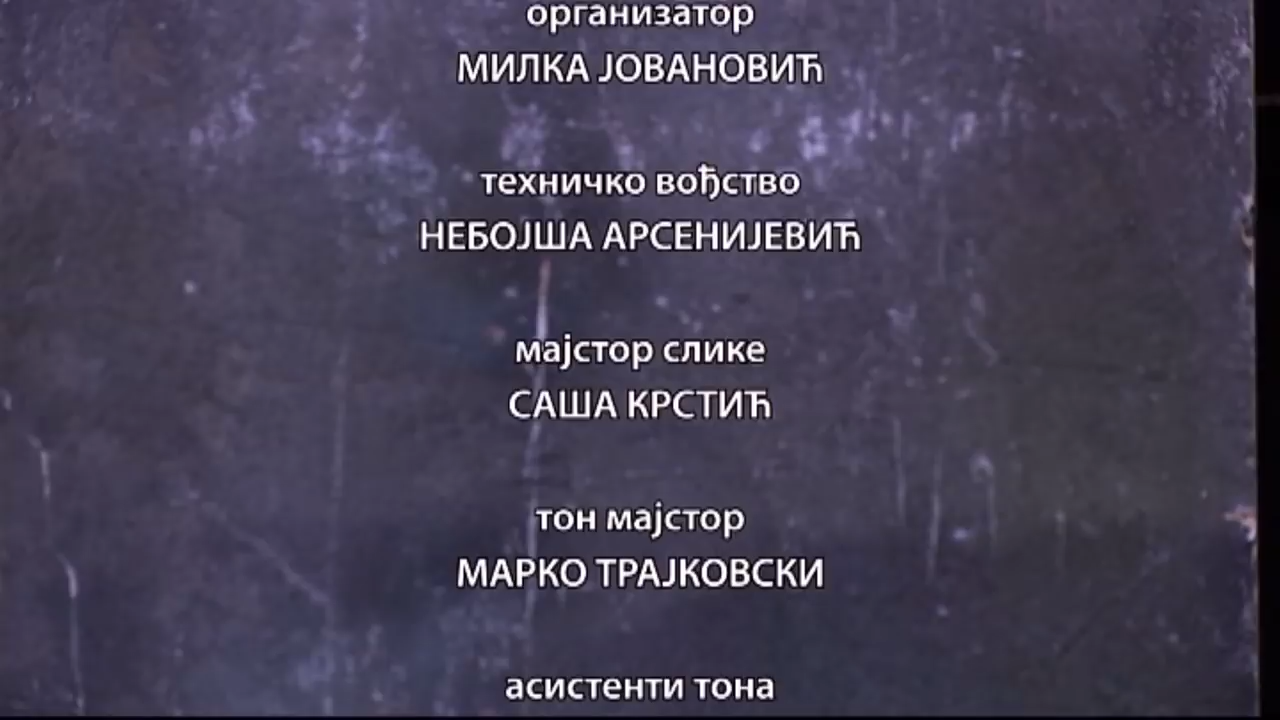 организатор
МИЛКА ЈОВАНОВИЋ
техничко вођство
НЕБОЈША АРСЕНИЈЕВИЋ
мајстор слике
САША КРСТИЋ
тон мајстор
МАРКО ТРАЈКОВСКИ
асистенти тона